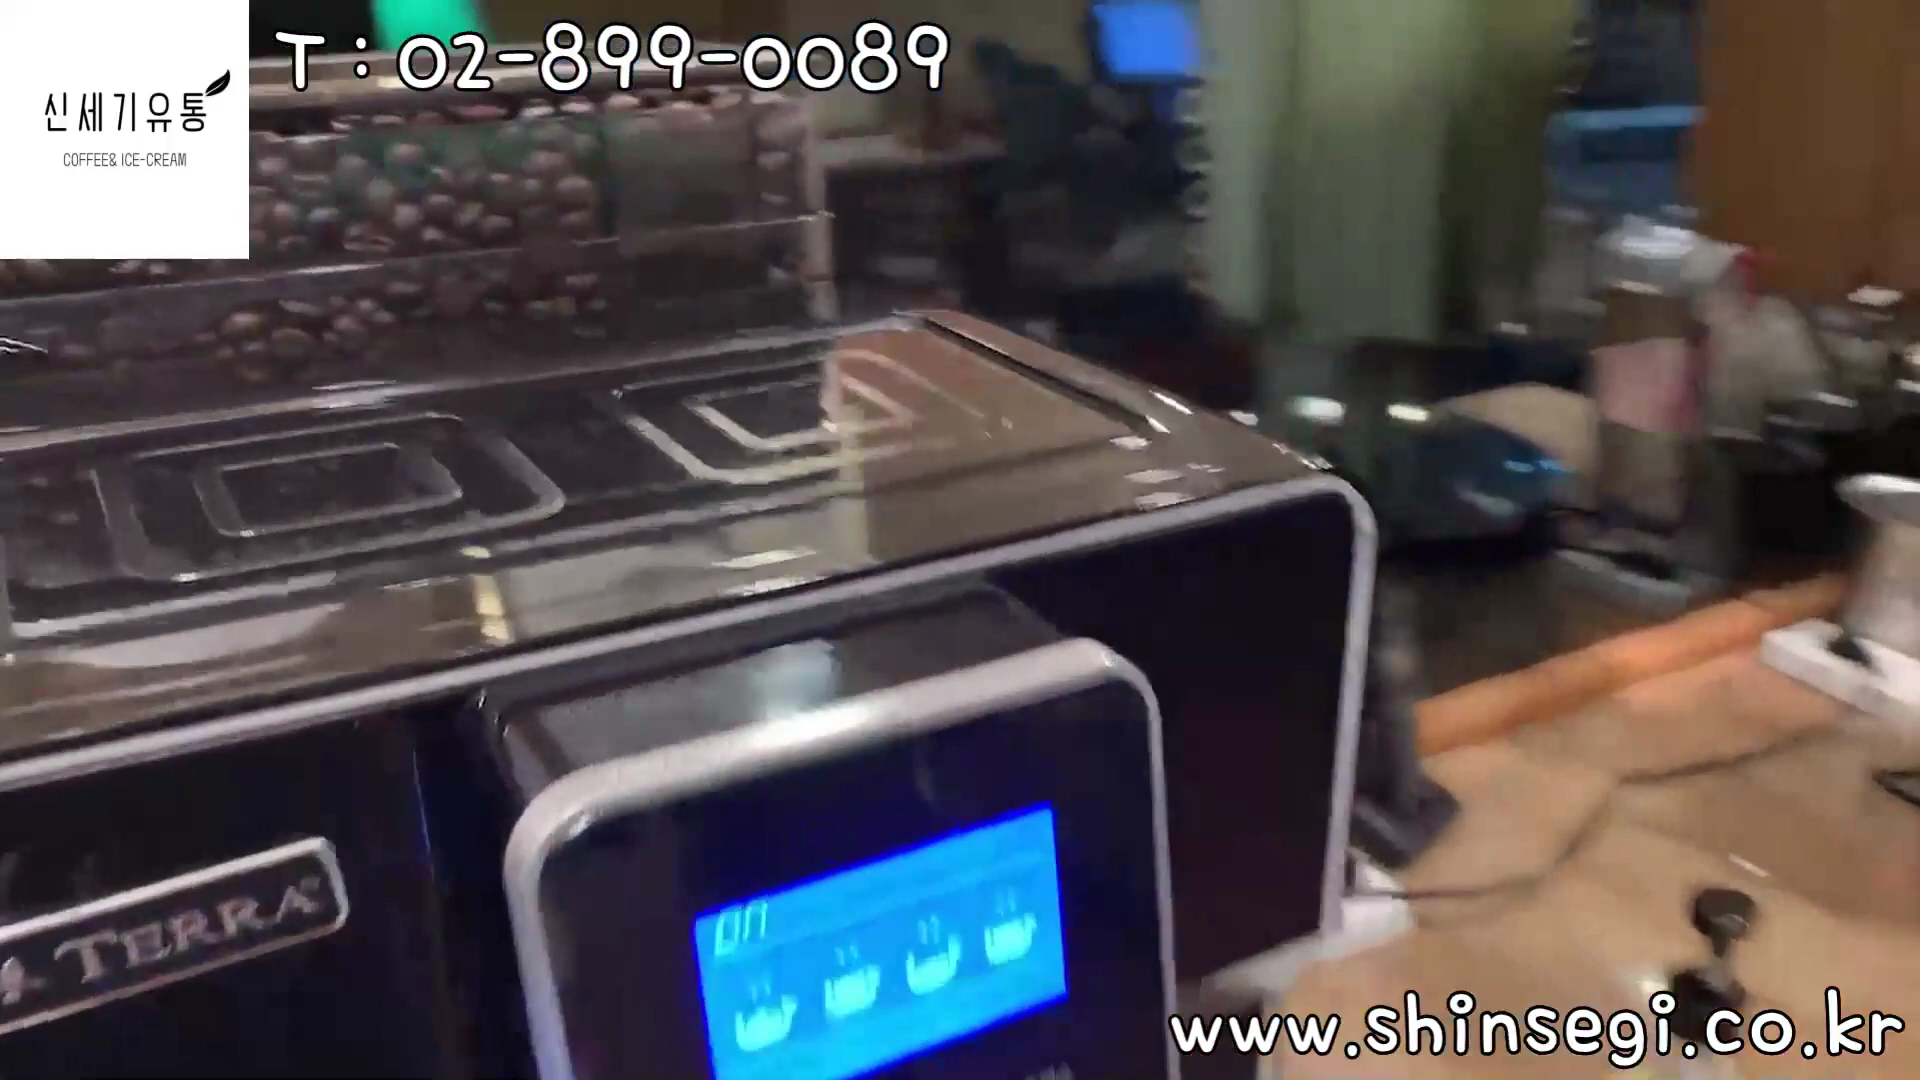 T : 02-899-0089
신세기유통
COFFEE& ICE-CREAM
TERRA
www.shinsegi.co.kr